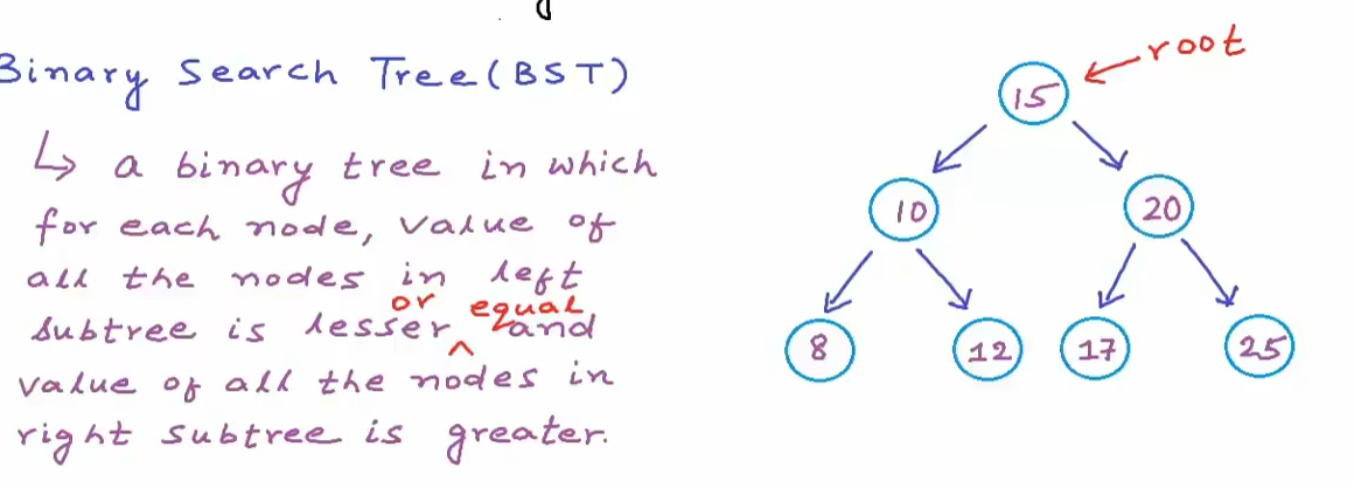 Binary Search Tree (BST)
↳ a binary tree in which
for each node, value of
all the nodes in left
subtree is lesser or equal and
value of all the nodes in
right subtree is greater.
root
15
10 20
8 12 17 25